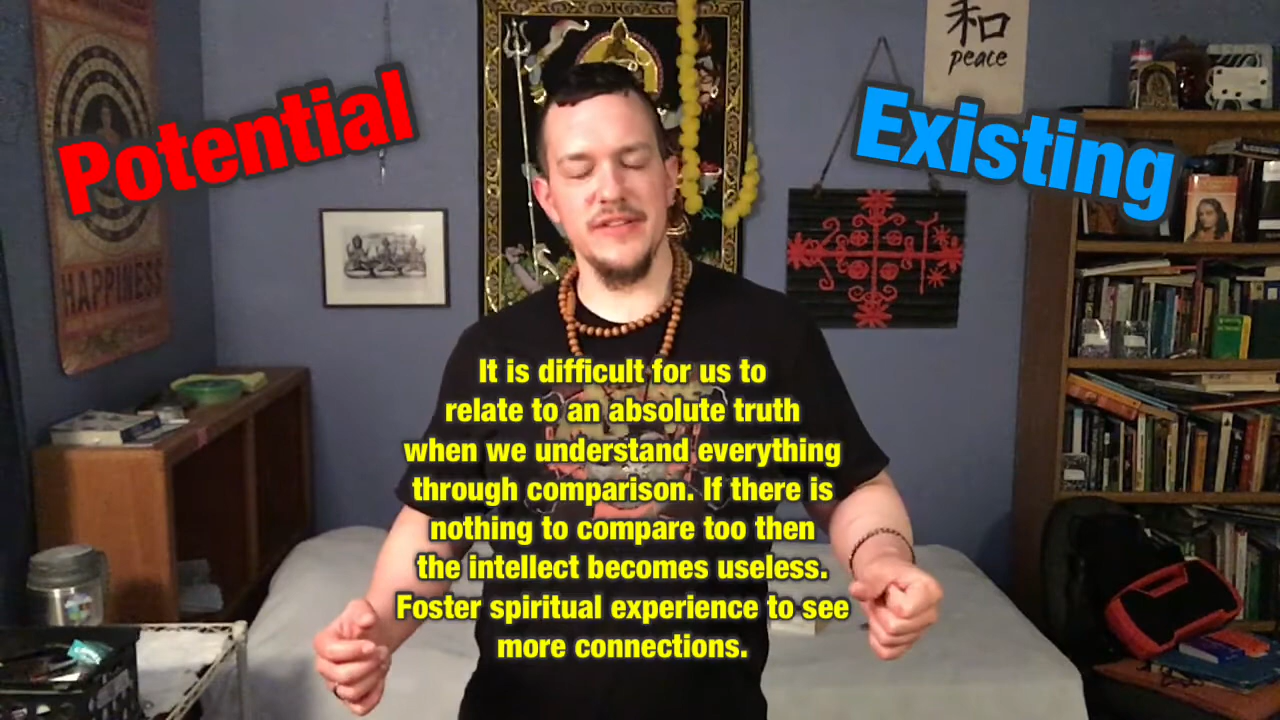 Potential
Existing
和
peace
HAPPINESS
It is difficult for us to
relate to an absolute truth
when we understand everything
through comparison. If there is
nothing to compare too then
the intellect becomes useless.
Foster spiritual experience to see
more connections.